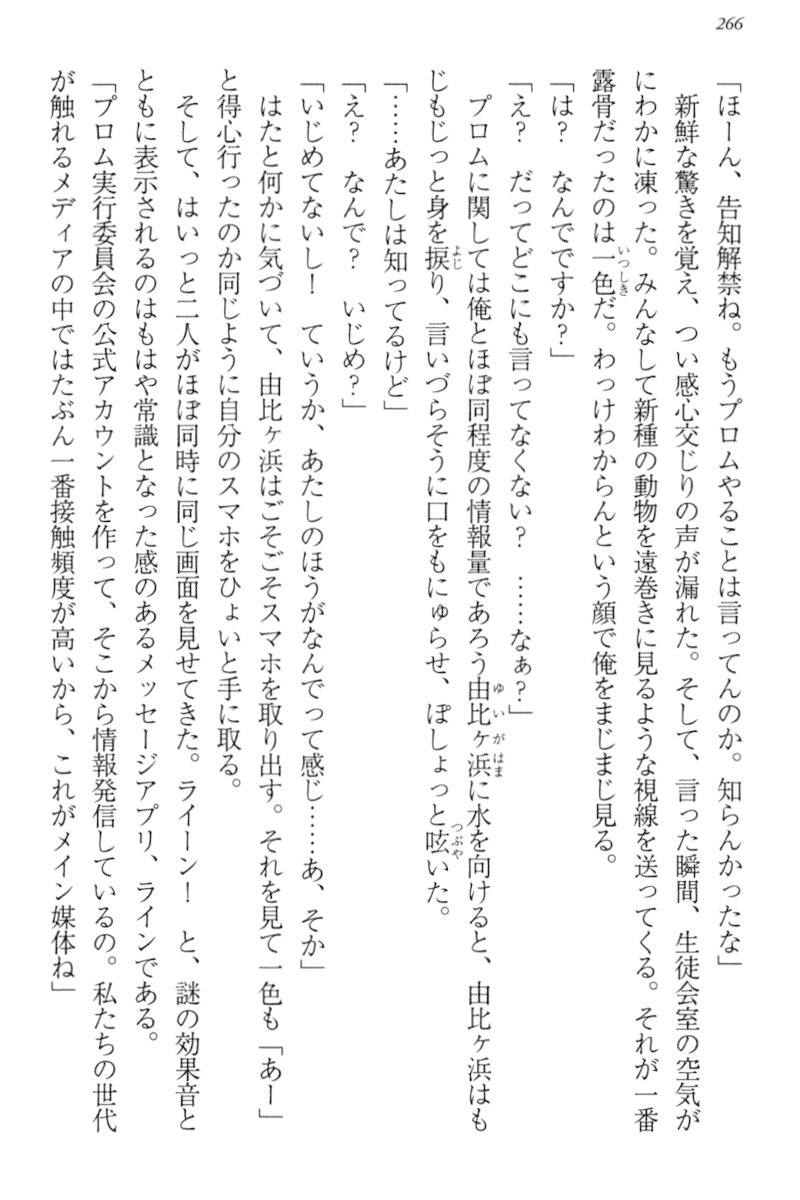 266
「ほーん、告知解禁ね。もうプロムやることは言ってんのか。知らんかったな」
新鮮な驚きを覚え、つい感心交じりの声が漏れた。そして、言った瞬間、生徒会室の空気が
にわかに凍った。みんなして新種の動物を遠巻きに見るような視線を送ってくる。それが一番
露骨だったのは一色だ。わっけわからんという顔で俺をまじまじ見る。
「は？　なんでですか？」
「え？　だってどこにも言ってなくない？　……なぁ？」
プロムに関しては俺とほぼ同程度の情報量であろう由比ヶ浜に水を向けると、由比ヶ浜はも
じもじっと身を捩り、言いづらそうに口をもにゅらせ、ぽしょっと呟いた。
「……あたしは知ってるけど」
「え？　なんで？　いじめ？」
「いじめてないし！　ていうか、あたしのほうがなんでって感じ……あ、そか」
はたと何かに気づいて、由比ヶ浜はごそごそスマホを取り出す。それを見て一色も「あー」
と得心行ったのか同じように自分のスマホをひょいと手に取る。
そして、はいっと二人がほぼ同時に同じ画面を見せてきた。ライーン！　と、謎の効果音と
ともに表示されるのはもはや常識となった感のあるメッセージアプリ、ラインである。
「プロム実行委員会の公式アカウントを作って、そこから情報発信しているの。私たちの世代
が触れるメディアの中ではたぶん一番接触頻度が高いから、これがメイン媒体ね」